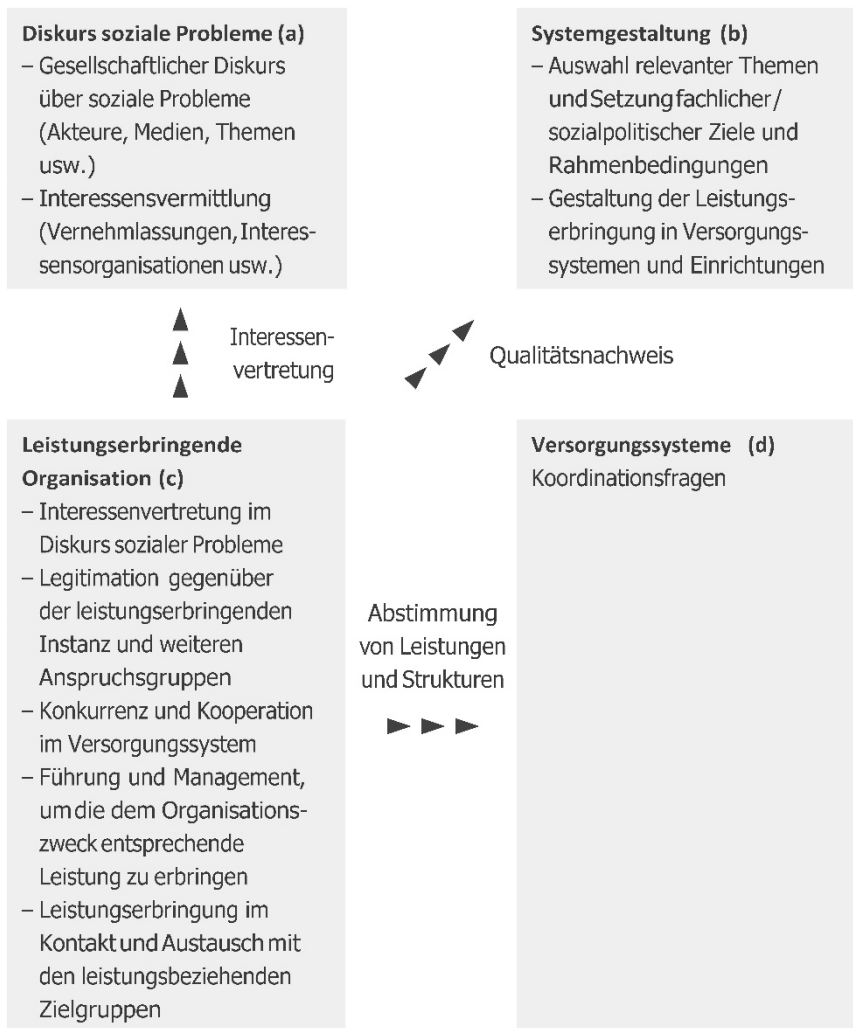 Diskurs soziale Probleme (a)
– Gesellschaftlicher Diskurs
über soziale Probleme
(Akteure, Medien, Themen
usw.)
– Interessensvermittlung
(Vernehmlassungen, Interes-
sensorganisationen usw.)
Systemgestaltung (b)
– Auswahl relevanter Themen
und Setzung fachlicher/
sozialpolitischer Ziele und
Rahmenbedingungen
– Gestaltung der Leistungs-
erbringung in Versorgungs-
systemen und Einrichtungen
Interessen-
vertretung
Qualitätsnachweis
Leistungserbringende
Organisation (c)
– Interessenvertretung im
Diskurs sozialer Probleme
– Legitimation gegenüber
der leistungserbringenden
Instanz und weiteren
Anspruchsgruppen
– Konkurrenz und Kooperation
im Versorgungssystem
– Führung und Management,
um die dem Organisations-
zweck entsprechende
Leistung zu erbringen
– Leistungserbringung im
Kontakt und Austausch mit
den leistungsbeziehenden
Zielgruppen
Abstimmung
von Leistungen
und Strukturen
Versorgungssysteme (d)
Koordinationsfragen